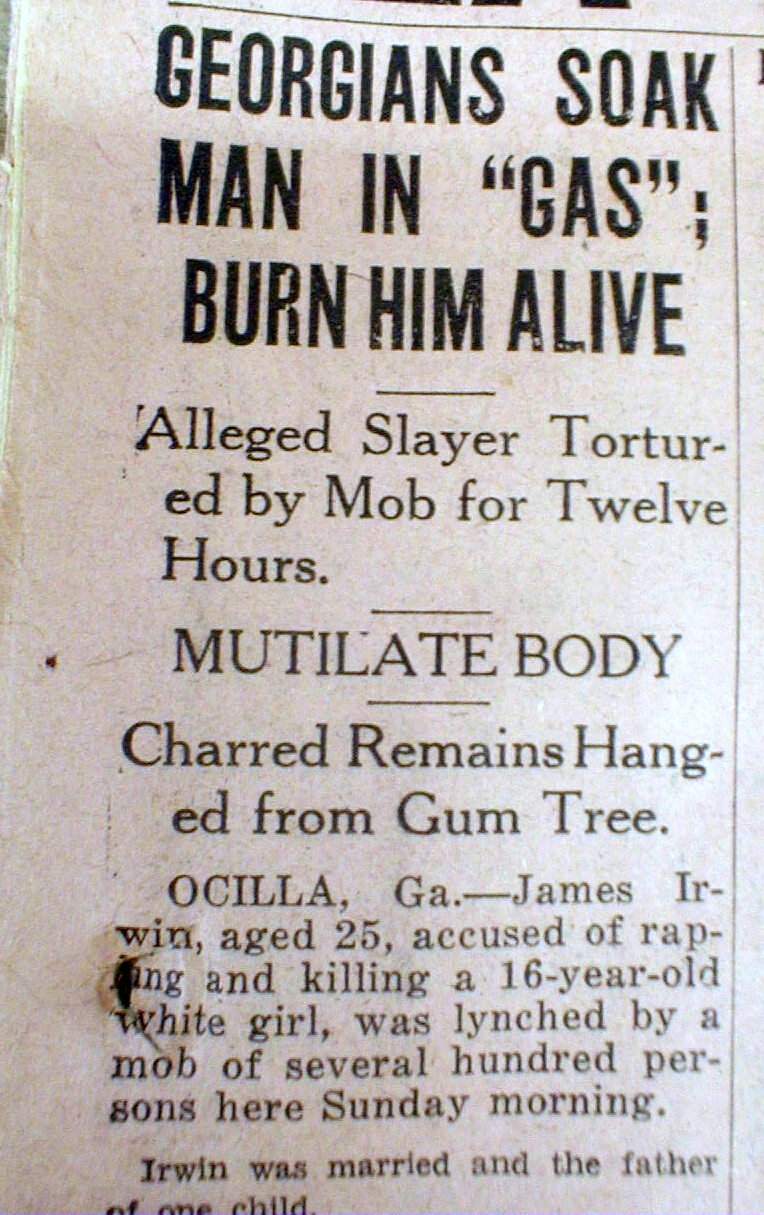 GEORGIANS SOAK
MAN IN “GAS”;
BURN HIM ALIVE
Alleged Slayer Tortur-
ed by Mob for Twelve
Hours.
MUTILATE BODY
Charred Remains Hang-
ed from Gum Tree.
OCILLA, Ga.—James Ir-
win, aged 25, accused of rap-
ing and killing a 16-year-old
white girl, was lynched by a
mob of several hundred per-
sons here Sunday morning.
Irwin was married and the father
of one child.